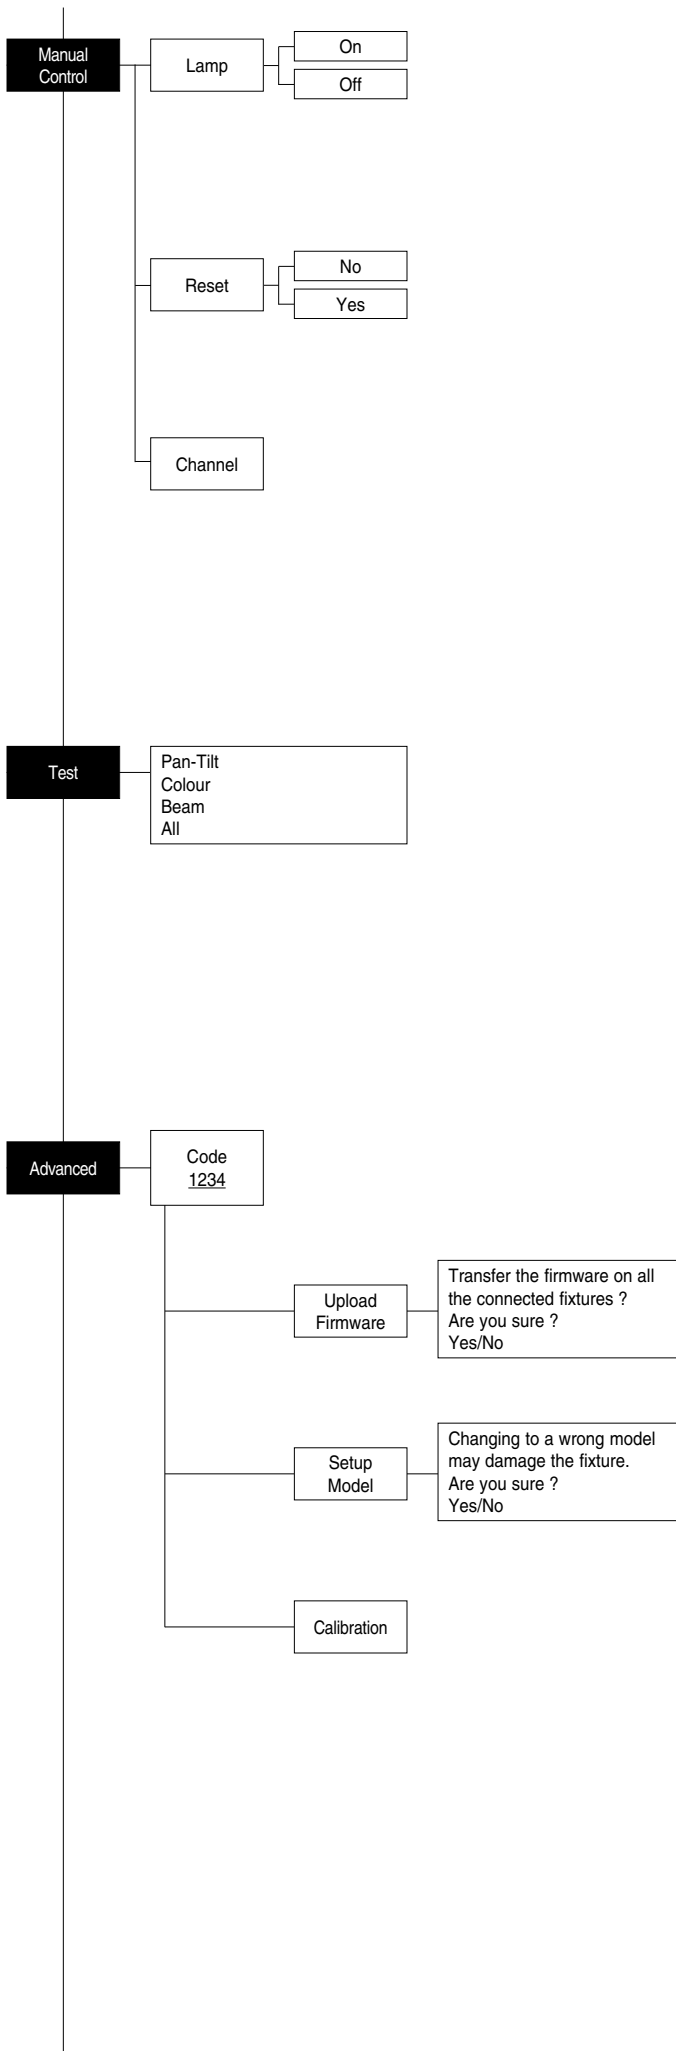 Manual
Control
Lamp
On
Off
Reset
No
Yes
Channel
Test
Pan-Tilt
Colour
Beam
All
Advanced
Code
1234
Upload
Firmware
Transfer the firmware on all
the connected fixtures ?
Are you sure ?
Yes/No
Setup
Model
Changing to a wrong model
may damage the fixture.
Are you sure ?
Yes/No
Calibration